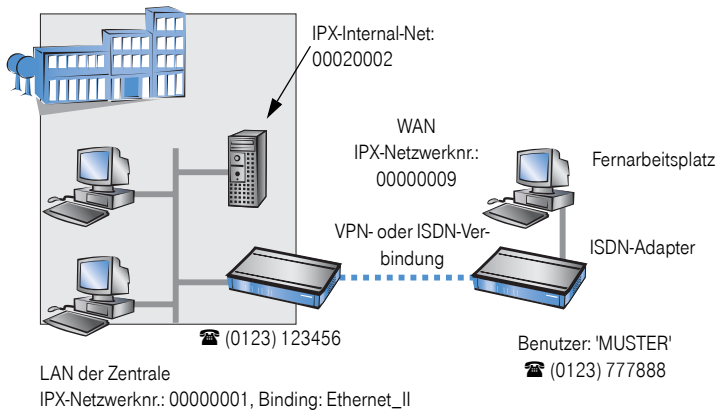 IPX-Internal-Net:
00020002
WAN
IPX-Netzwerknr.:
00000009
Fernarbeitsplatz
VPN- oder ISDN-Ver-
bindung
ISDN-Adapter
☎ (0123) 123456
Benutzer: 'MUSTER'
☎ (0123) 777888
LAN der Zentrale
IPX-Netzwerknr.: 00000001, Binding: Ethernet_II